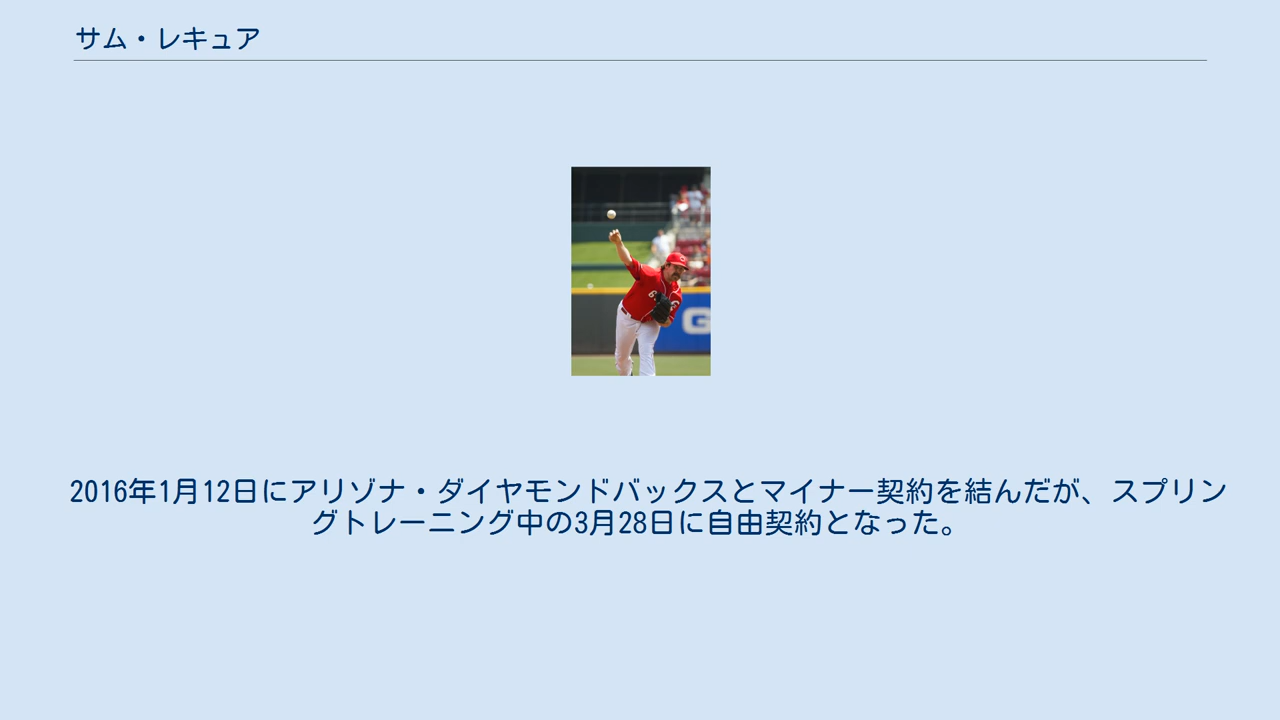 サム・レキュア
2016年1月12日にアリゾナ・ダイヤモンドバックスとマイナー契約を結んだが、スプリン
グトレーニング中の3月28日に自由契約となった。